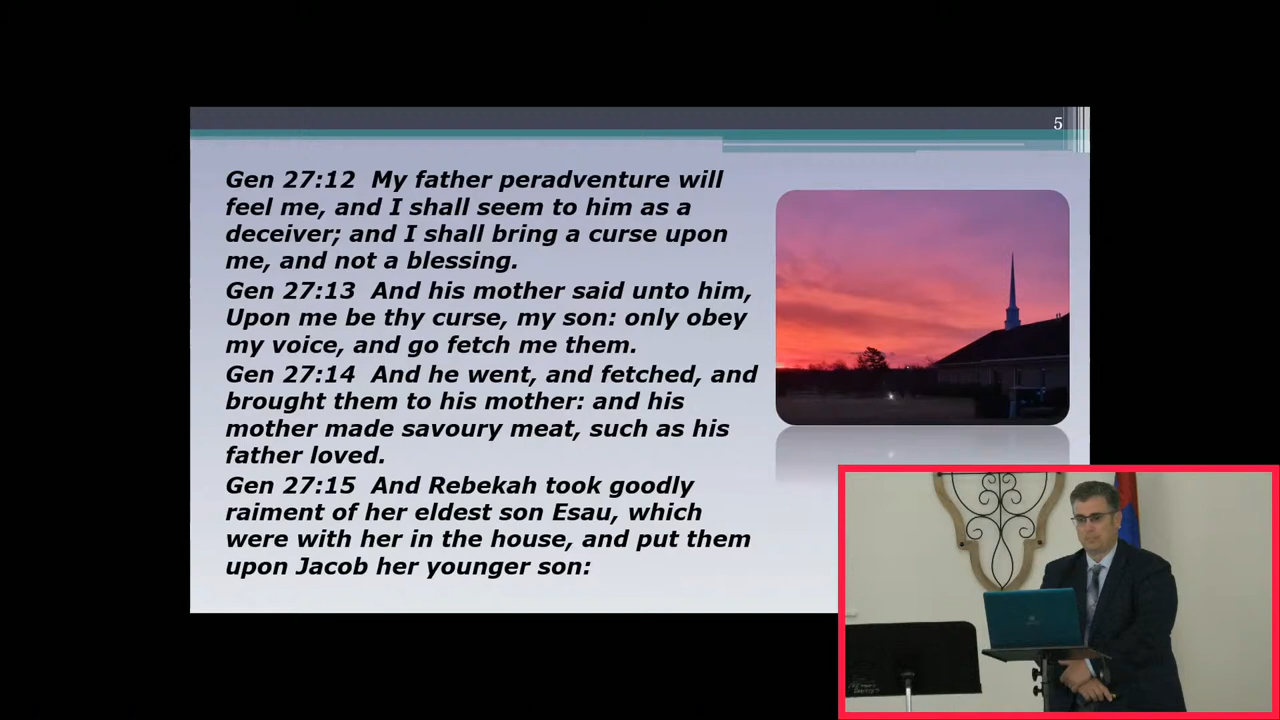 5
Gen 27:12 My father peradventure will
feel me, and I shall seem to him as a
deceiver; and I shall bring a curse upon
me, and not a blessing.
Gen 27:13 And his mother said unto him,
Upon me be thy curse, my son: only obey
my voice, and go fetch me them.
Gen 27:14 And he went, and fetched, and
brought them to his mother: and his
mother made savoury meat, such as his
father loved.
Gen 27:15 And Rebekah took goodly
raiment of her eldest son Esau, which
were with her in the house, and put them
upon Jacob her younger son: